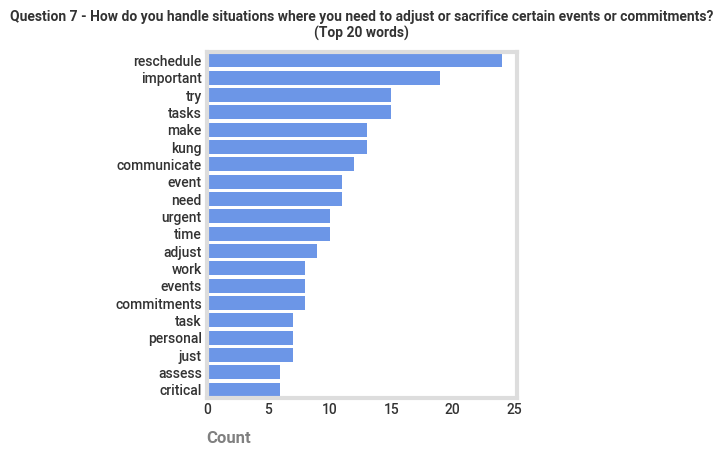 Question 7 - How do you handle situations where you need to adjust or sacrifice certain events or commitments?
(Top 20 words)
reschedule
important
try
tasks
make
kung
communicate
event
need
urgent
time
adjust
work
events
commitments
task
personal
just
assess
critical
0 5 10 15 20 25
Count